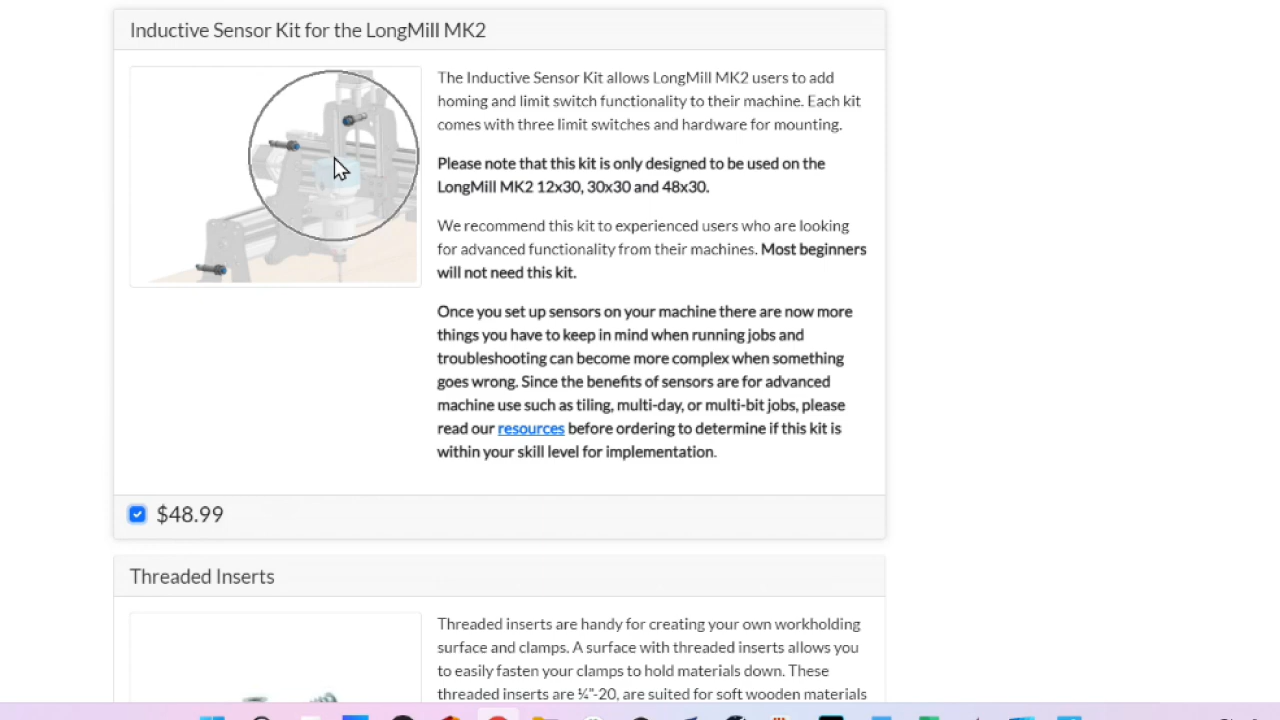 Inductive Sensor Kit for the LongMill MK2
The Inductive Sensor Kit allows LongMill MK2 users to add
homing and limit switch functionality to their machine. Each kit
comes with three limit switches and hardware for mounting.
Please note that this kit is only designed to be used on the
LongMill MK2 12x30, 30x30 and 48x30.
We recommend this kit to experienced users who are looking
for advanced functionality from their machines. Most beginners
will not need this kit.
Once you set up sensors on your machine there are now more
things you have to keep in mind when running jobs and
troubleshooting can become more complex when something
goes wrong. Since the benefits of sensors are for advanced
machine use such as tiling, multi-day, or multi-bit jobs, please
read our resources before ordering to determine if this kit is
within your skill level for implementation.
$48.99
Threaded Inserts
Threaded inserts are handy for creating your own workholding
surface and clamps. A surface with threaded inserts allows you
to easily fasten your clamps to hold materials down. These
threaded inserts are ¼"-20, are suited for soft wooden materials